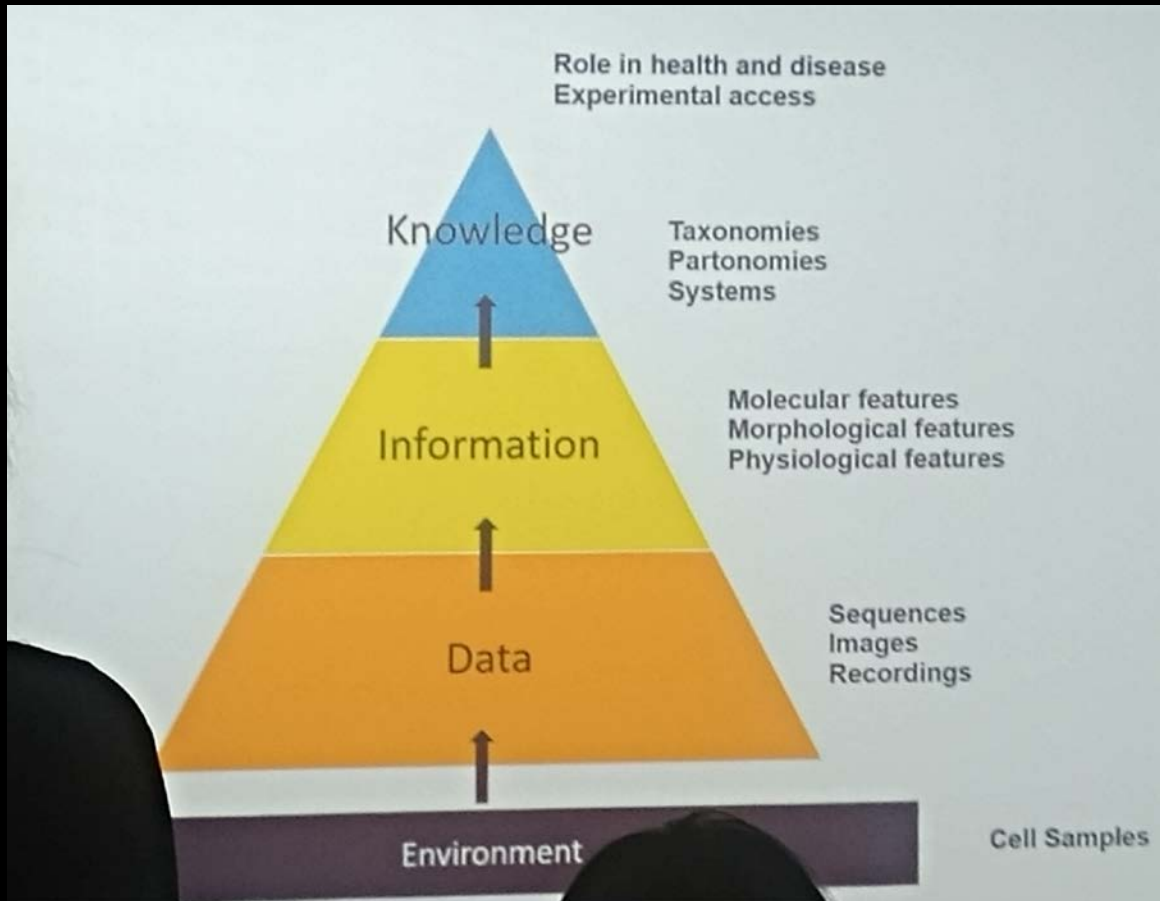 Role in health and disease
Experimental access
Knowledge
Taxonomies
Partonomies
Systems
Molecular features
Morphological features
Physiological features
Information
Sequences
Images
Recordings
Data
Environment
Cell Samples